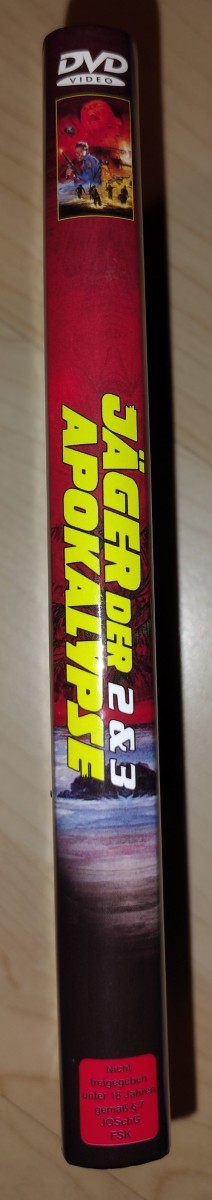 DVD
VIDEO
JÄGER DER 2 & 3
APOKALYPSE
Nicht
freigegeben
unter 18 Jahren
gemäß § 7
JÖSchG
FSK